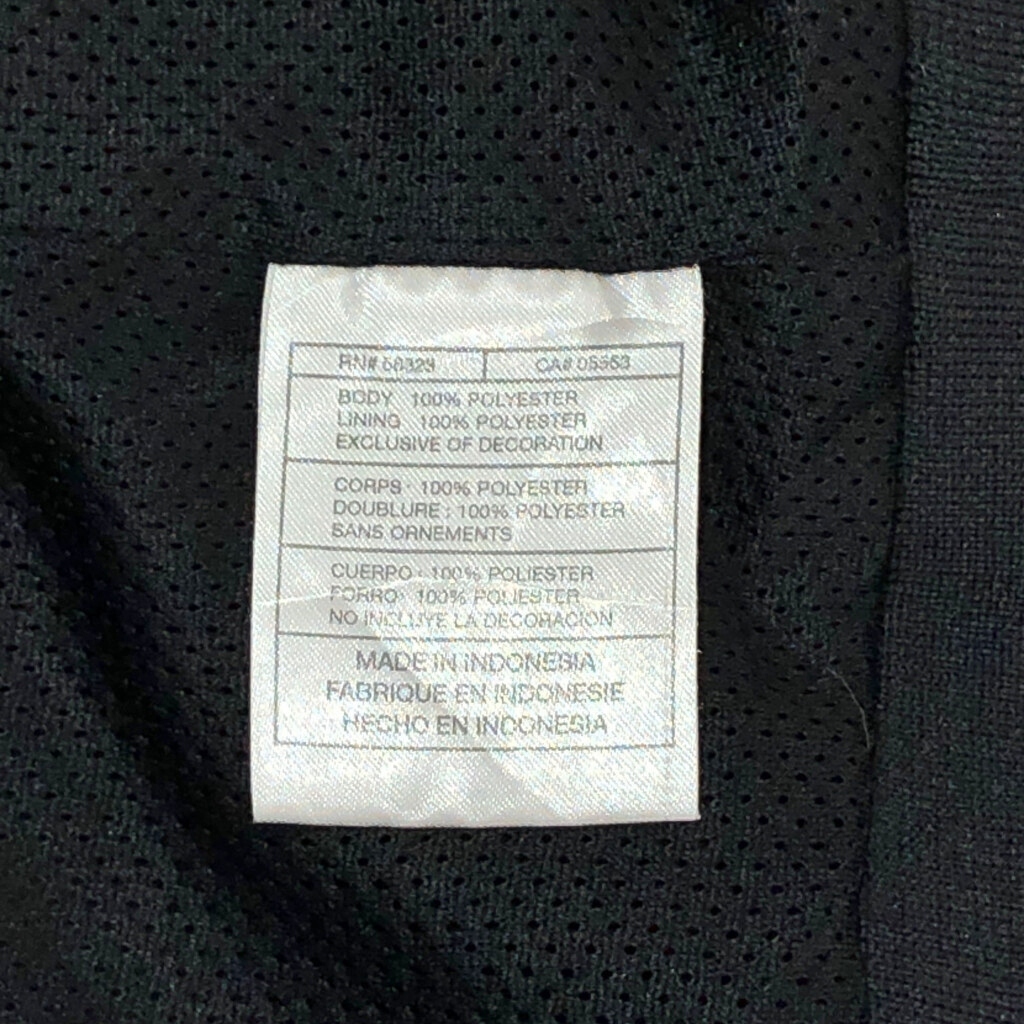 RN# 56323 CA# 05553
BODY 100% POLYESTER
LINING 100% POLYESTER
EXCLUSIVE OF DECORATION
CORPS : 100% POLYESTER
DOUBLURE : 100% POLYESTER
SANS ORNEMENTS
CUERPO : 100% POLIESTER
FORRO 100% POLIESTER
NO INCLUYE LA DECORACION
MADE IN INDONESIA
FABRIQUE EN INDONESIE
HECHO EN INDONESIA